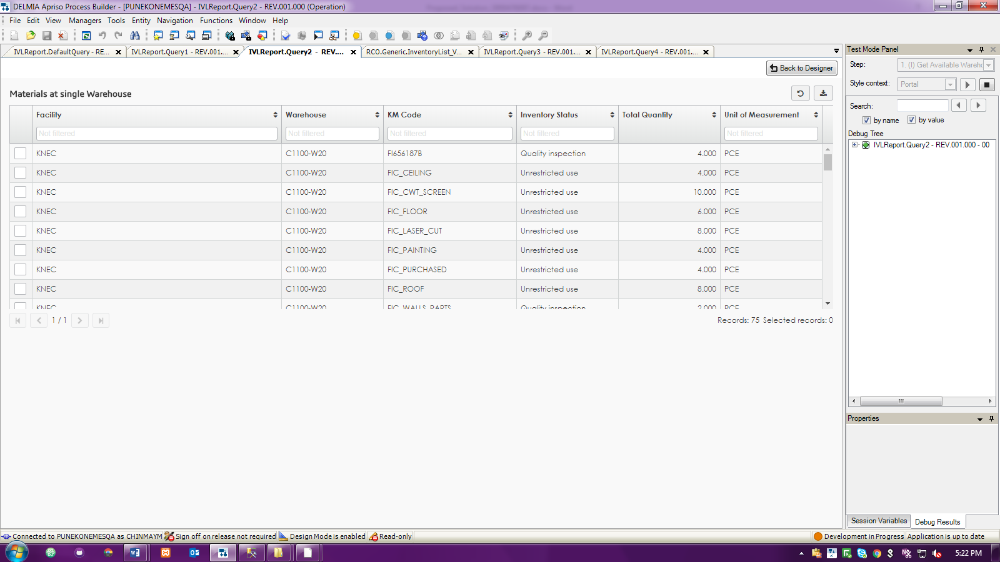 DELMIA Apriso Process Builder - [PUNEKONEMESQA] - IVLReport.Query2 - REV.001.000 (Operation)
File Edit View Managers Tools Entity Navigation Functions Window Help
IVLReport.DefaultQuery - RE... IVLReport.Query1 - REV.001.... IVLReport.Query2 - REV.... RCO.Generic.InventoryList_V... IVLReport.Query3 - REV.001.... IVLReport.Query4 - REV.001....
Back to Designer
Materials at single Warehouse
Facility Warehouse KM Code Inventory Status Total Quantity Unit of Measurement
Not filtered Not filtered Not filtered Not filtered Not filtered
KNEC C1100-W20 FI656187B Quality inspection 4.000 PCE
KNEC C1100-W20 FIC_CEILING Unrestricted use 4.000 PCE
KNEC C1100-W20 FIC_CWT_SCREEN Unrestricted use 10.000 PCE
KNEC C1100-W20 FIC_FLOOR Unrestricted use 6.000 PCE
KNEC C1100-W20 FIC_LASER_CUT Unrestricted use 8.000 PCE
KNEC C1100-W20 FIC_PAINTING Unrestricted use 4.000 PCE
KNEC C1100-W20 FIC_PURCHASED Unrestricted use 4.000 PCE
KNEC C1100-W20 FIC_ROOF Unrestricted use 8.000 PCE
KNEC C1100-W20 FIC_WALLS_PARTS Quality inspection 2.000 PCE
1 / 1
Records: 75 Selected records: 0
Test Mode Panel
Step: 1. (I) Get Available Wareho
Style context: Portal
Search:
by name by value
Debug Tree
IVLReport.Query2 - REV.001.000 - 00
Properties
Session Variables Debug Results
Connected to PUNEKONEMESQA as CHINMAYM Sign off on release not required Design Mode is enabled Read-only Development in Progress Application is up to date
5:22 PM